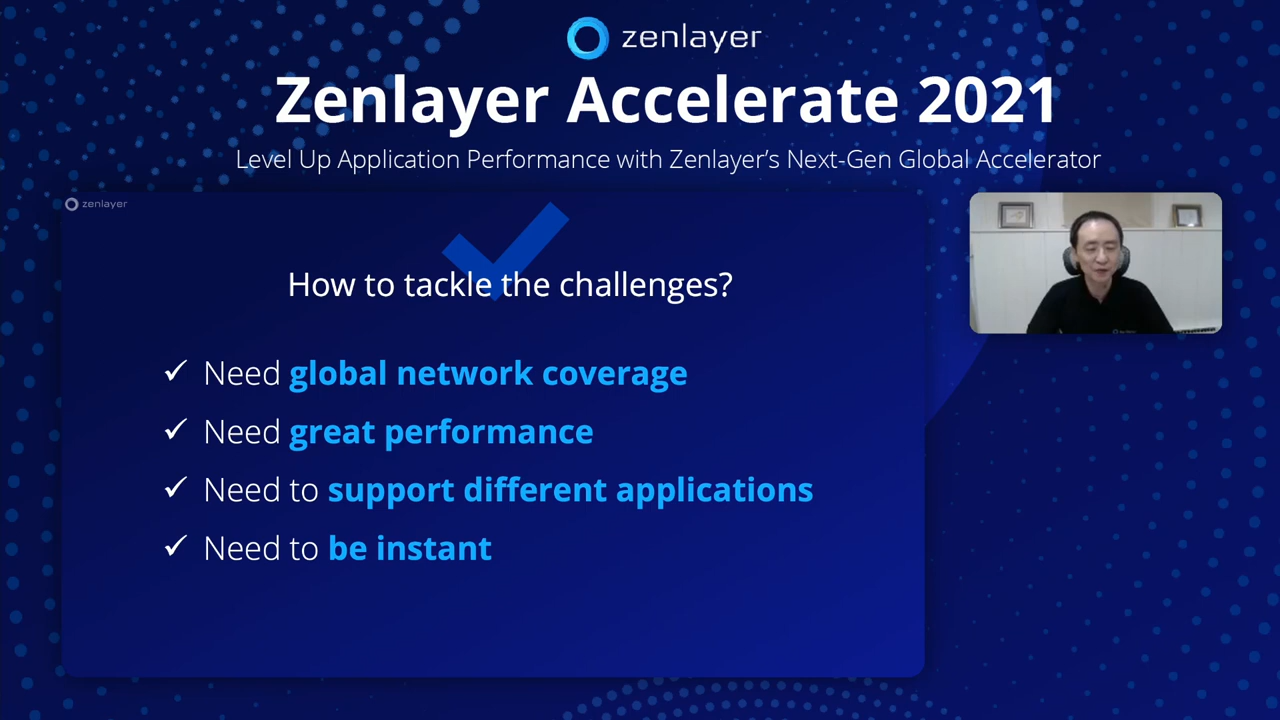 zenlayer
Zenlayer Accelerate 2021
Level Up Application Performance with Zenlayer’s Next-Gen Global Accelerator
zenlayer
How to tackle the challenges?
✓ Need global network coverage
✓ Need great performance
✓ Need to support different applications
✓ Need to be instant